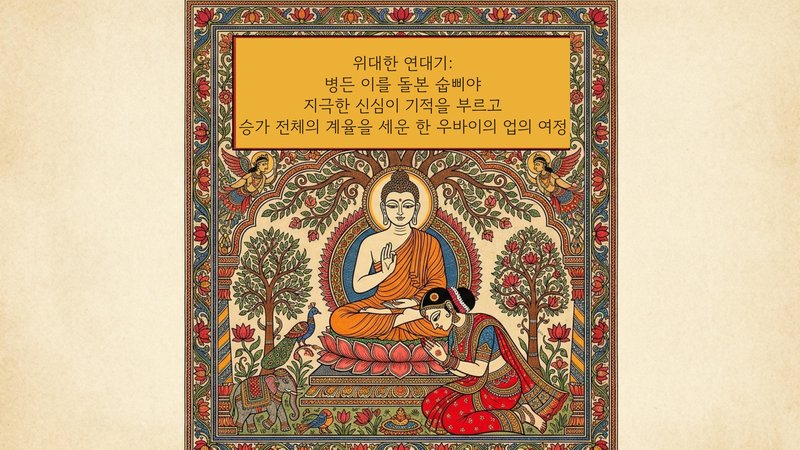 위대한 연대기:
병든 이를 돌본 숩삐야
지극한 신심이 기적을 부르고
승가 전체의 계율을 세운 한 우바이의 업의 여정